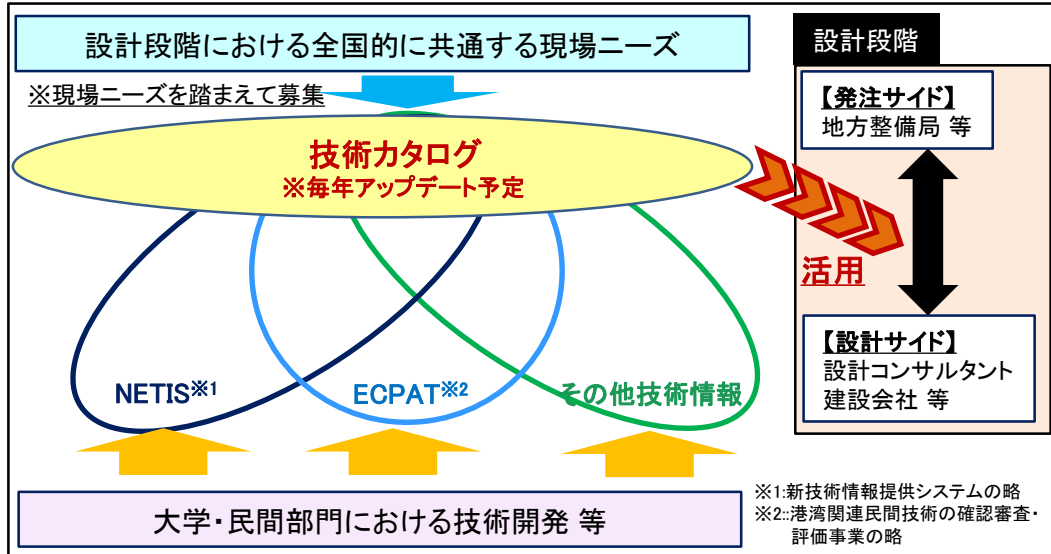 設計段階における全国的に共通する現場ニーズ
※現場ニーズを踏まえて募集
技術カタログ
※毎年アップデート予定
NETIS※1
ECPAT※2
その他技術情報
大学・民間部門における技術開発 等
設計段階
【発注サイド】
地方整備局 等
活用
【設計サイド】
設計コンサルタント
建設会社 等
※1:新技術情報提供システムの略
※2::港湾関連民間技術の確認審査・
評価事業の略